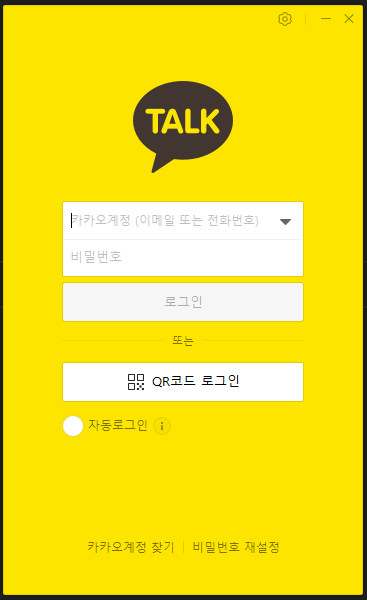 TALK
카카오계정 (이메일 또는 전화번호)
비밀번호
로그인
또는
QR코드 로그인
자동로그인
카카오계정 찾기 | 비밀번호 재설정